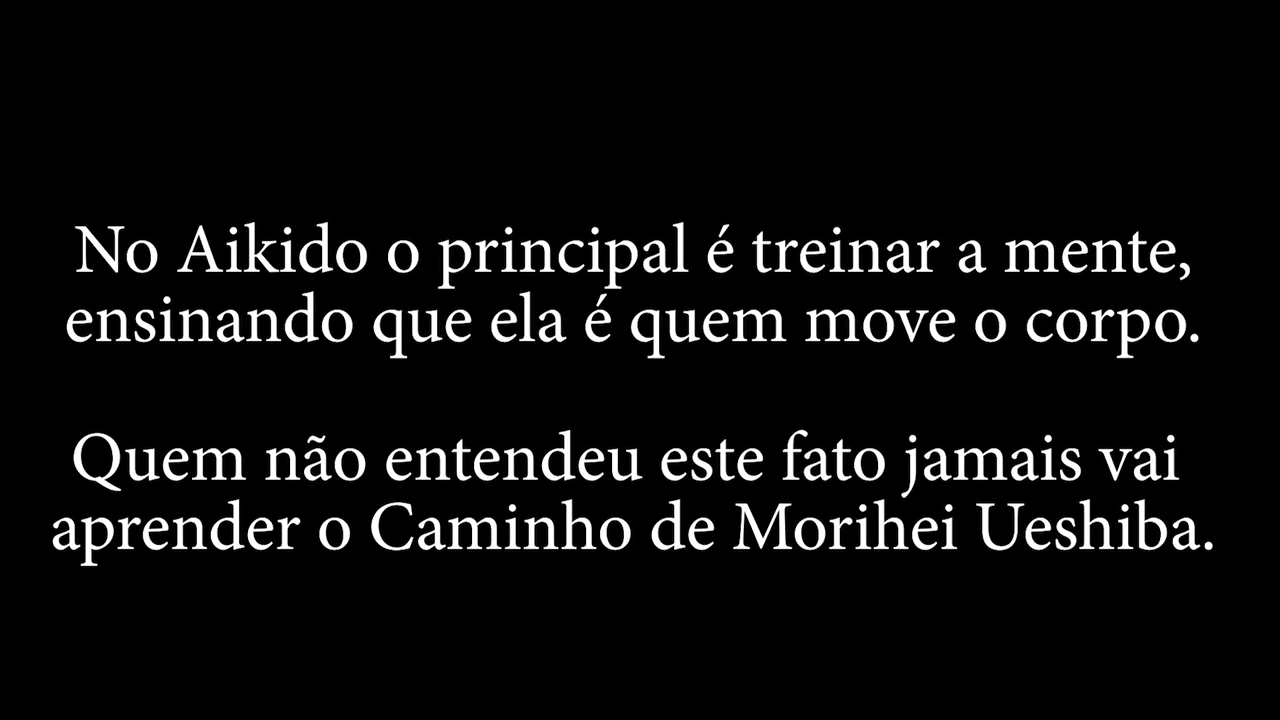 No Aikido o principal é treinar a mente,
ensinando que ela é quem move o corpo.
Quem não entendeu este fato jamais vai
aprender o Caminho de Morihei Ueshiba.